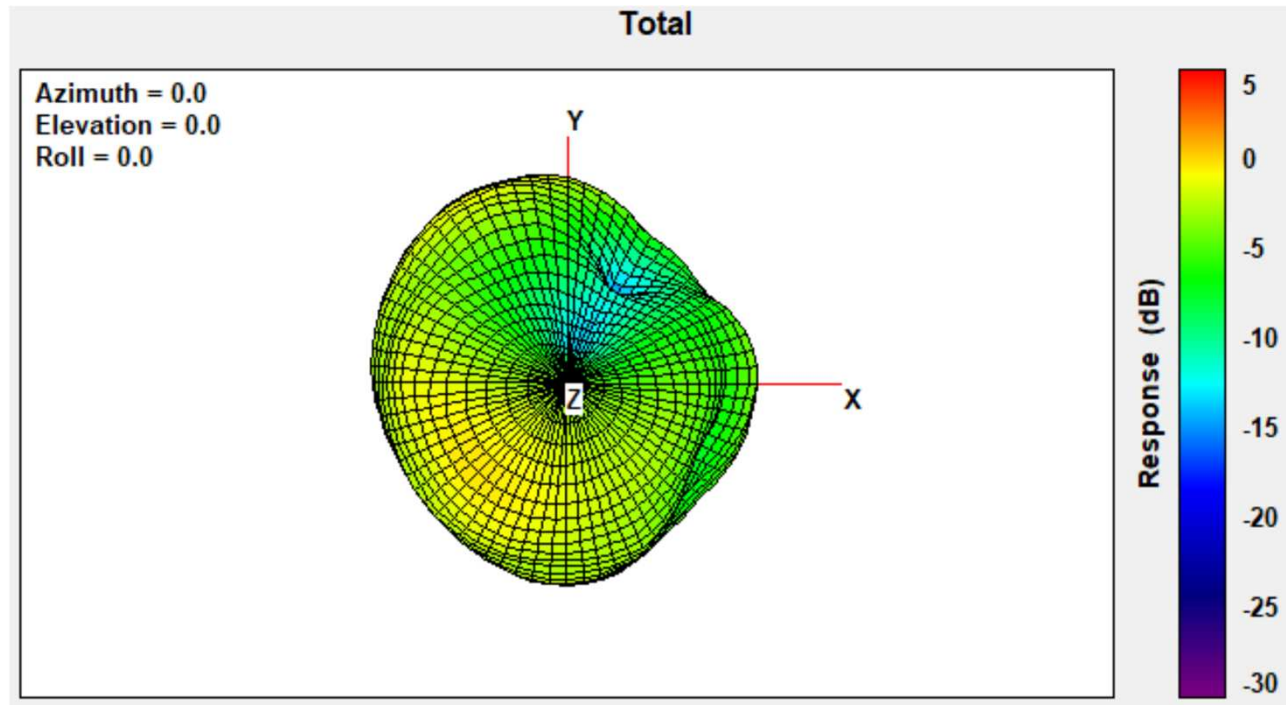 Total
Azimuth = 0.0
Elevation = 0.0
Roll = 0.0
Y
Z
X
Response (dB)
5
0
-5
-10
-15
-20
-25
-30